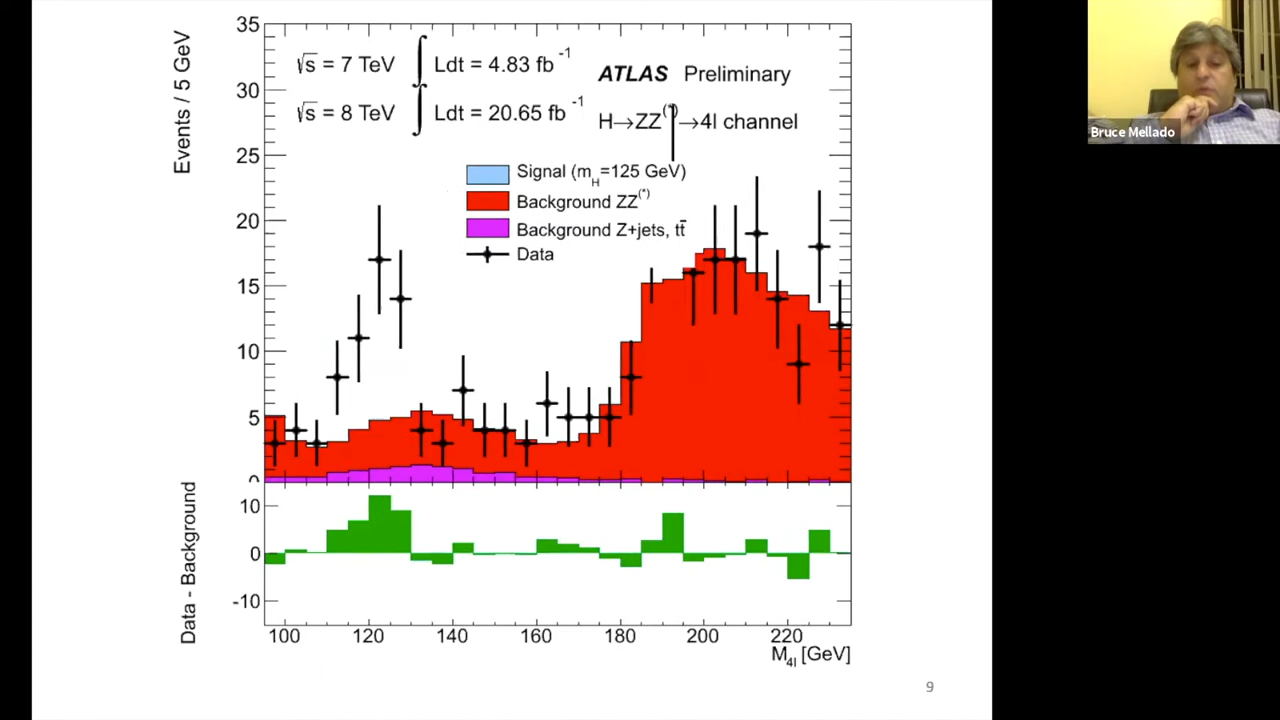 35
30
25
20
15
10
5
0
Events / 5 GeV
√s = 7 TeV ∫ Ldt = 4.83 fb⁻¹
√s = 8 TeV ∫ Ldt = 20.65 fb⁻¹
ATLAS Preliminary
H→ZZ(*)→4l channel
Signal (mH=125 GeV)
Background ZZ(*)
Background Z+jets, tt̄
Data
Data - Background
10
0
-10
100 120 140 160 180 200 220
M4l [GeV]
9
Bruce Mellado